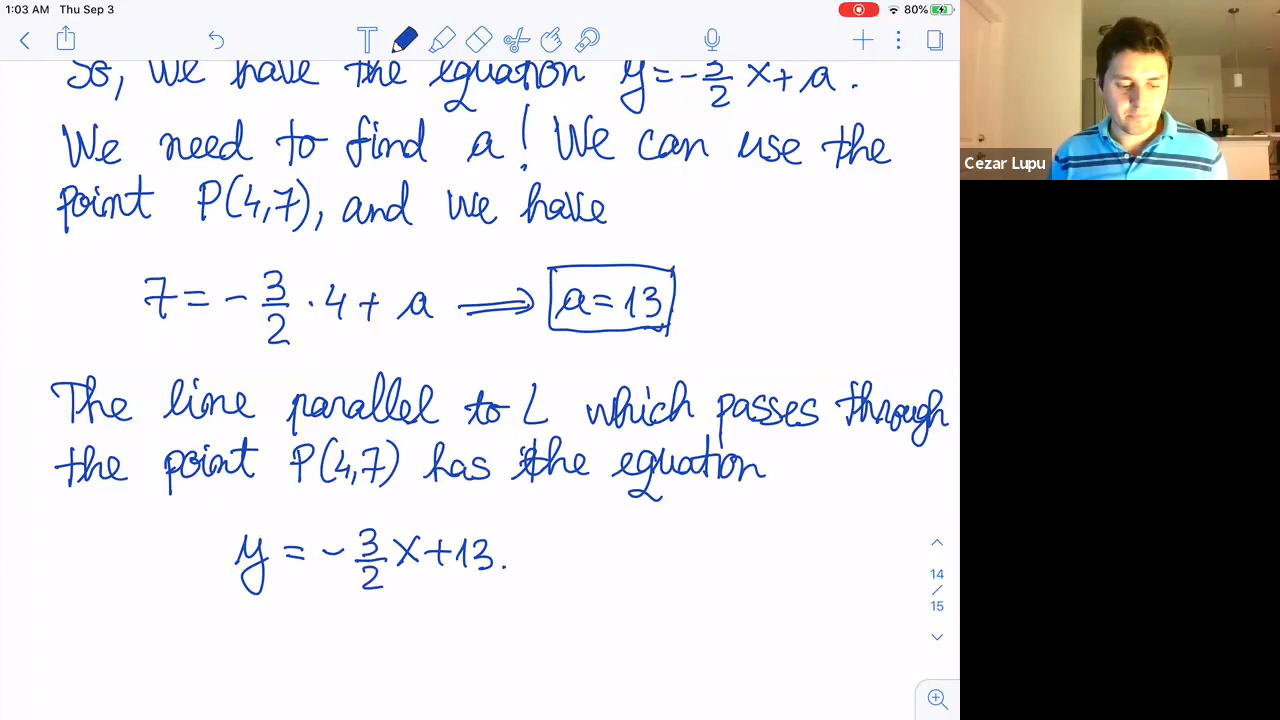 1:03 AM Thu Sep 3
80%
T
So, we have the equation y = - 3/2 x + a.
We need to find a! We can use the
point P(4,7), and we have
7 = - 3/2 · 4 + a ⟹ a = 13
The line parallel to L which passes through
the point P(4,7) has the equation
y = - 3/2 x + 13.
14
/
15
Cezar Lupu